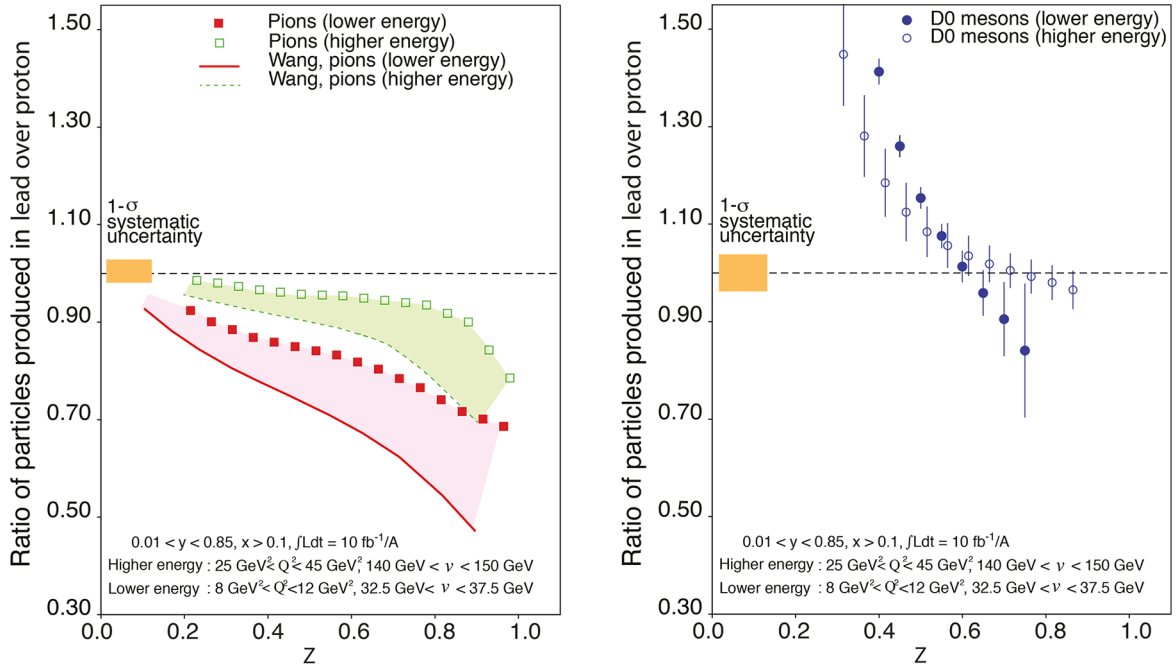 Ratio of particles produced in lead over proton
1.50
1.30
1.10
0.90
0.70
0.50
0.30
Pions (lower energy)
Pions (higher energy)
Wang, pions (lower energy)
Wang, pions (higher energy)
1-σ
systematic
uncertainty
0.01 < y < 0.85, x > 0.1, ∫Ldt = 10 fb⁻¹/A
Higher energy : 25 GeV²< Q²< 45 GeV², 140 GeV < ν < 150 GeV
Lower energy : 8 GeV²< Q²<12 GeV², 32.5 GeV< ν < 37.5 GeV
0.0 0.2 0.4 0.6 0.8 1.0
Z
Ratio of particles produced in lead over proton
1.50
1.30
1.10
0.90
0.70
0.50
0.30
D0 mesons (lower energy)
D0 mesons (higher energy)
1-σ
systematic
uncertainty
0.01 < y < 0.85, x > 0.1, ∫Ldt = 10 fb⁻¹/A
Higher energy : 25 GeV²< Q²< 45 GeV², 140 GeV < ν < 150 GeV
Lower energy : 8 GeV²< Q²<12 GeV², 32.5 GeV< ν < 37.5 GeV
0.0 0.2 0.4 0.6 0.8 1.0
Z